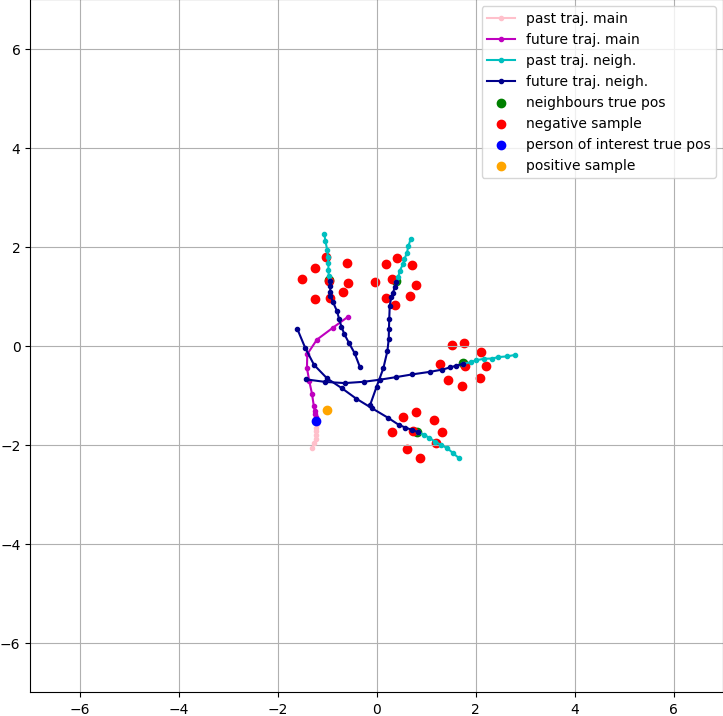 past traj. main
future traj. main
past traj. neigh.
future traj. neigh.
neighbours true pos
negative sample
person of interest true pos
positive sample
6
4
2
0
−2
−4
−6
−6 −4 −2 0 2 4 6